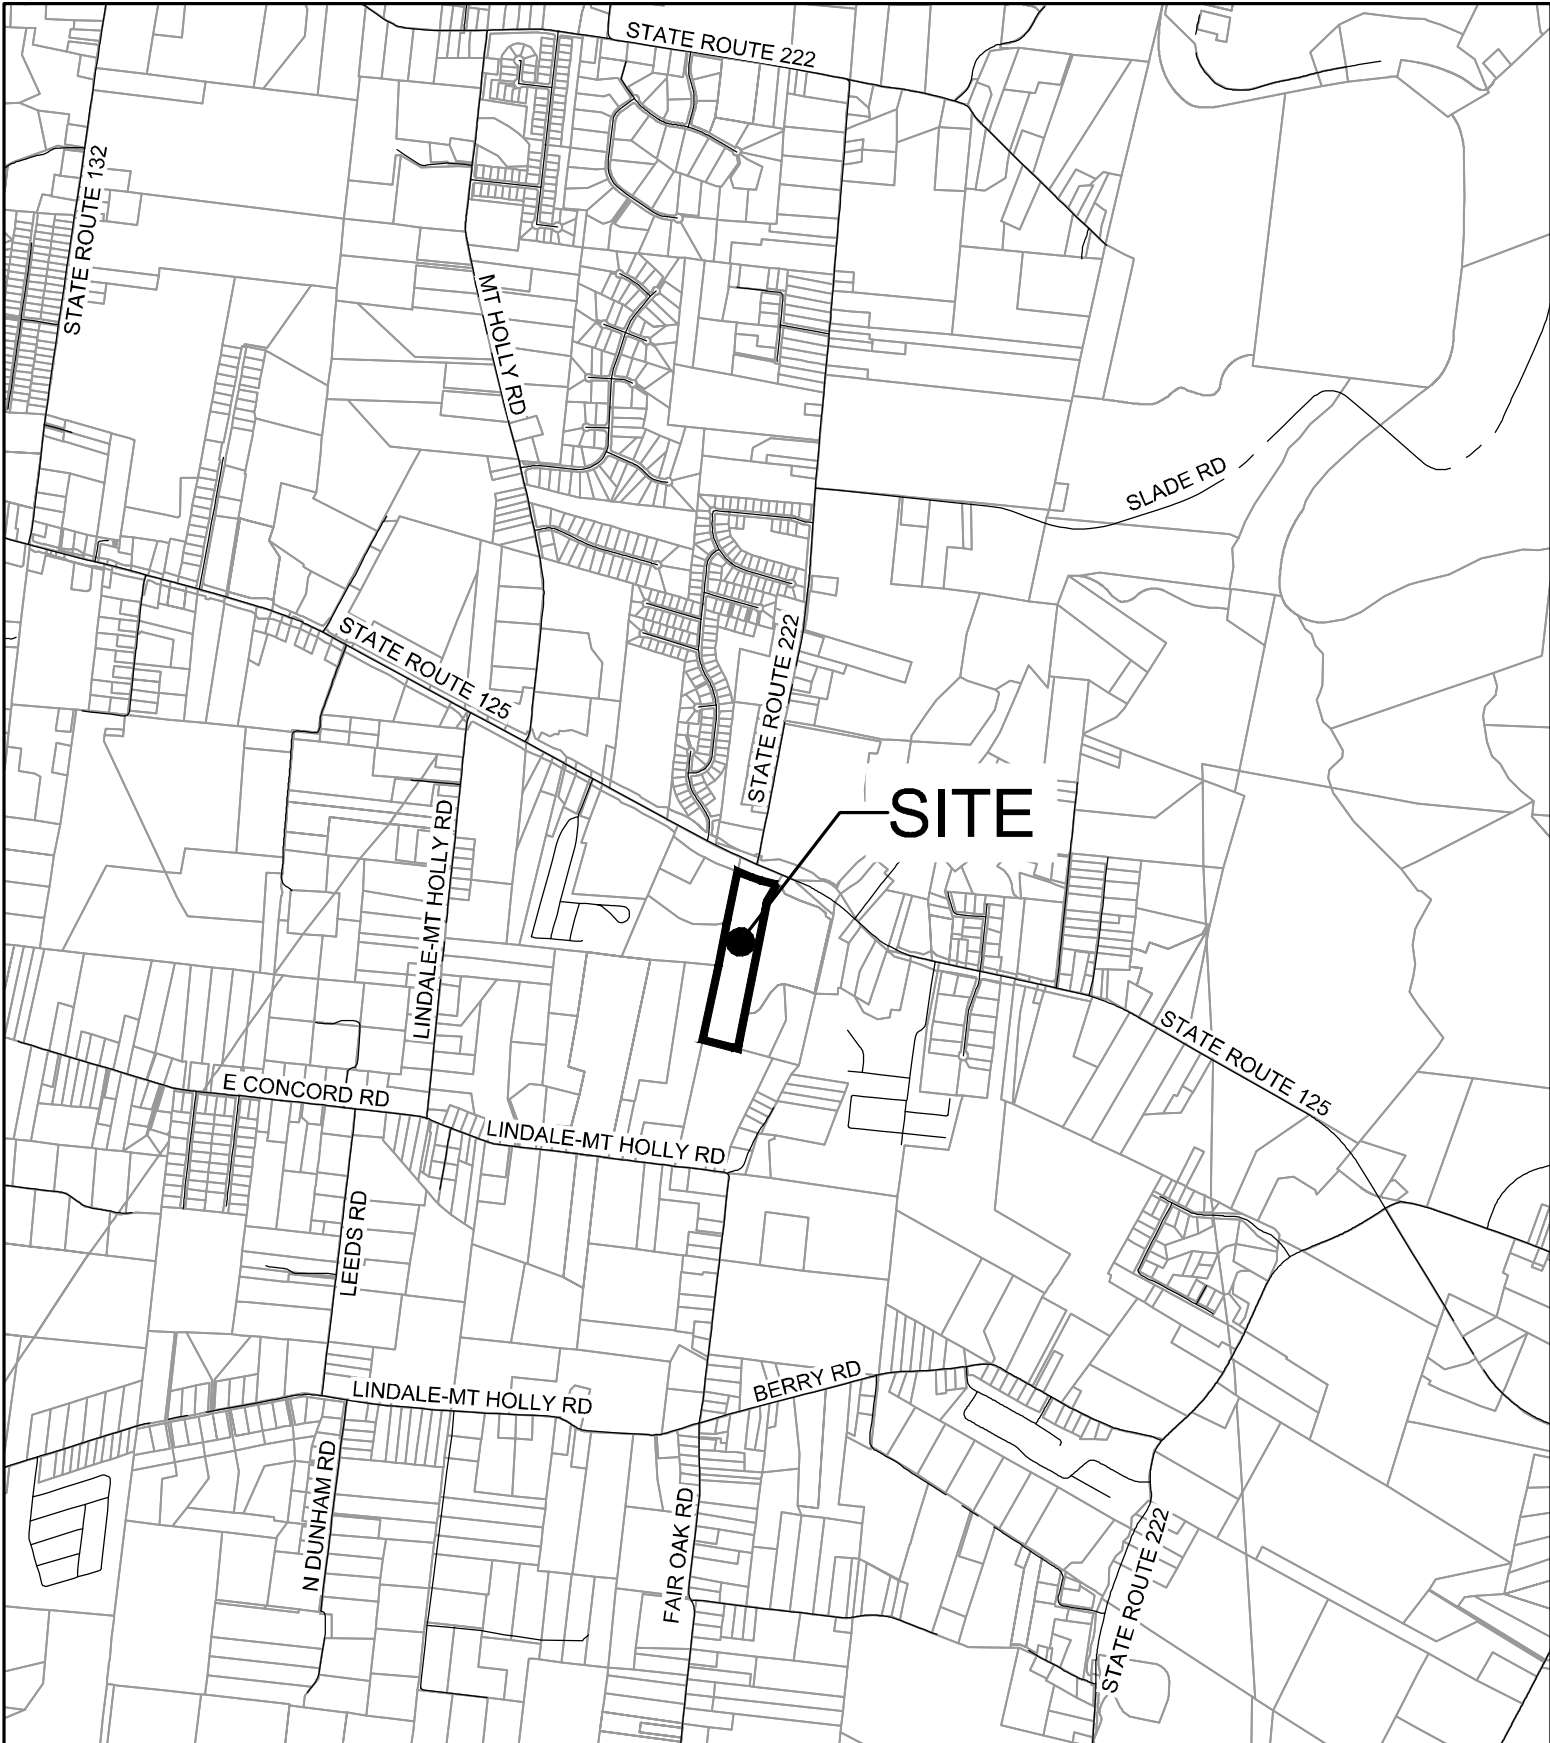 STATE ROUTE 222
STATE ROUTE 132
MT HOLLY RD
SLADE RD
STATE ROUTE 125
STATE ROUTE 222
SITE
LINDALE-MT HOLLY RD
STATE ROUTE 125
E CONCORD RD
LINDALE-MT HOLLY RD
LEEDS RD
BERRY RD
LINDALE-MT HOLLY RD
N DUNHAM RD
FAIR OAK RD
STATE ROUTE 222